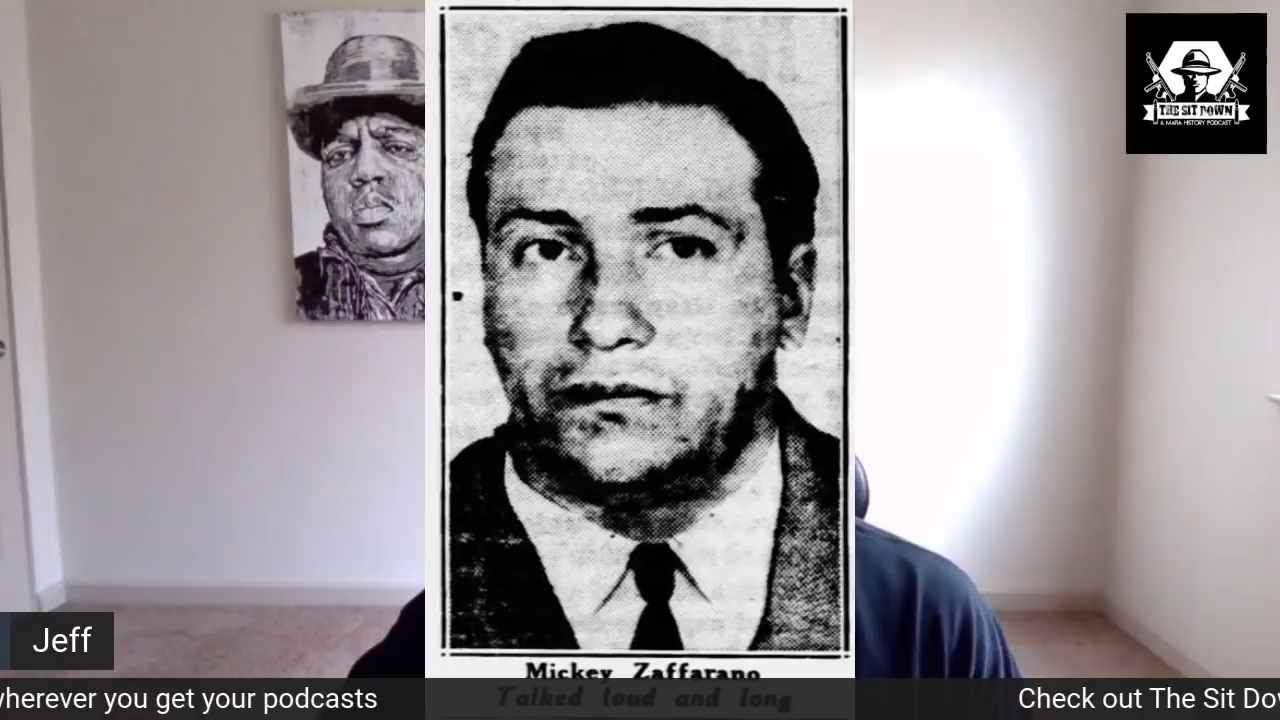 THE SIT DOWN
A MAFIA HISTORY PODCAST
Jeff
Mickey Zaffarano
Talked loud and long
wherever you get your podcasts
Check out The Sit Dow